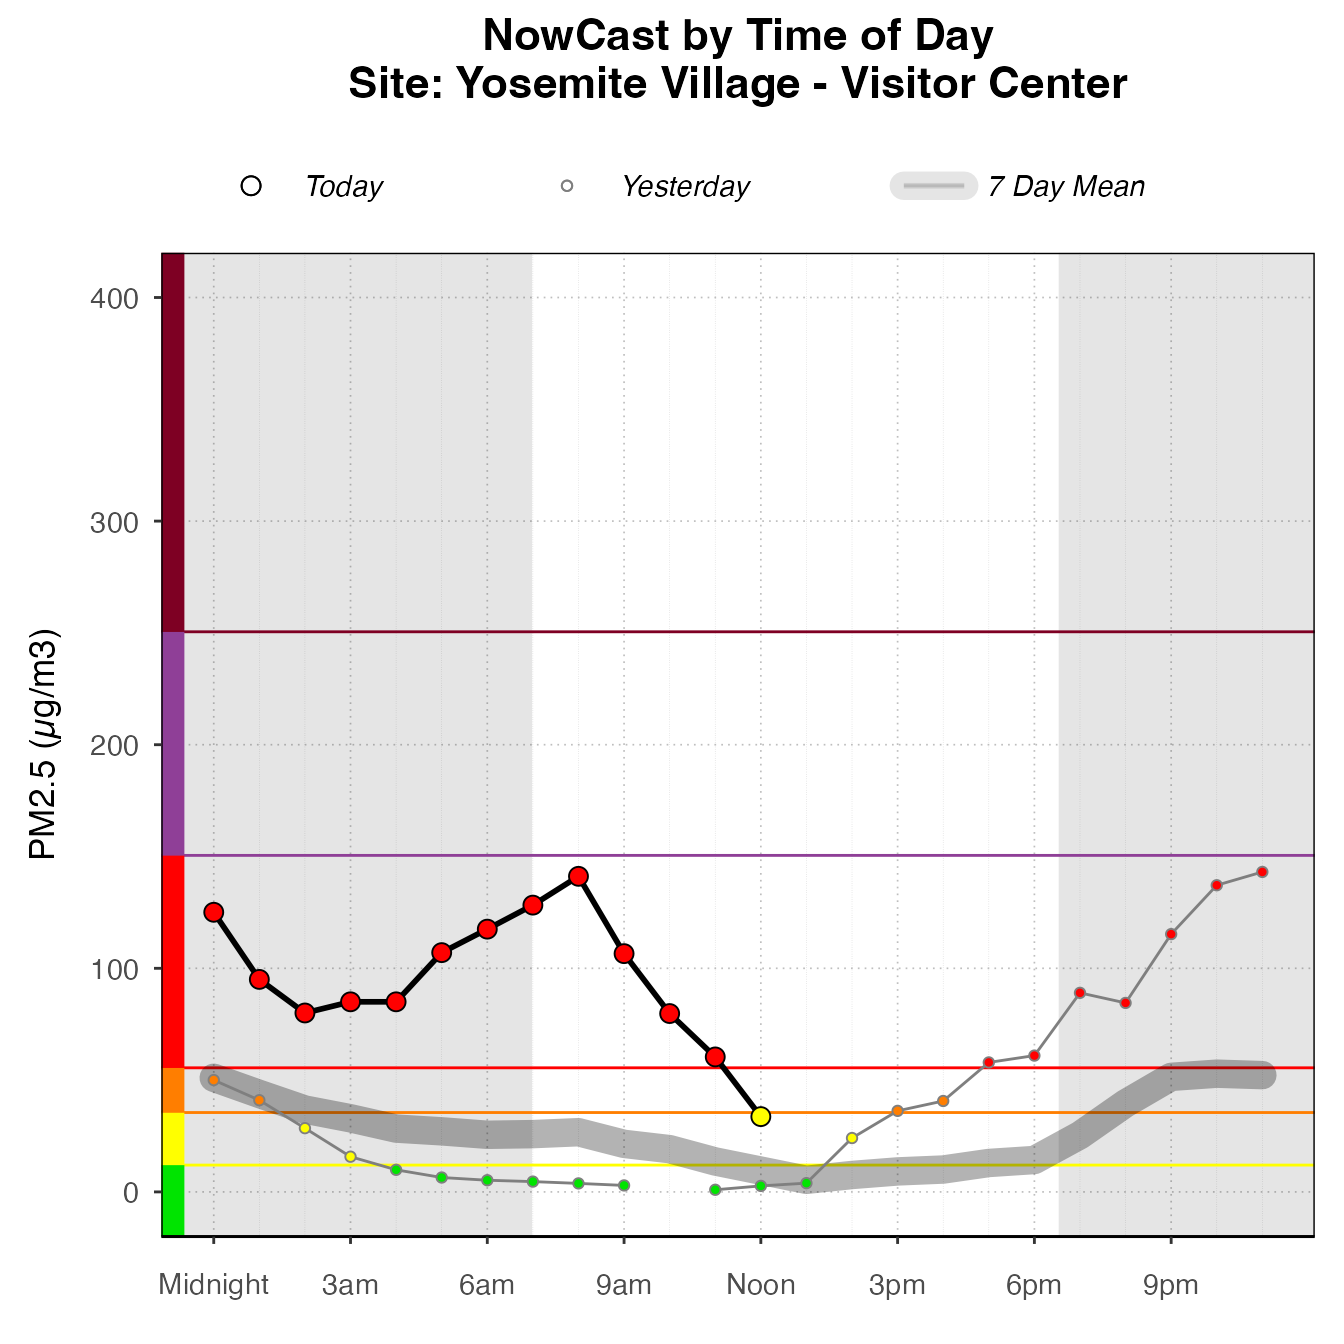 NowCast by Time of Day
Site: Yosemite Village - Visitor Center
Today
Yesterday
7 Day Mean
PM2.5 (µg/m3)
400
300
200
100
0
Midnight
3am
6am
9am
Noon
3pm
6pm
9pm